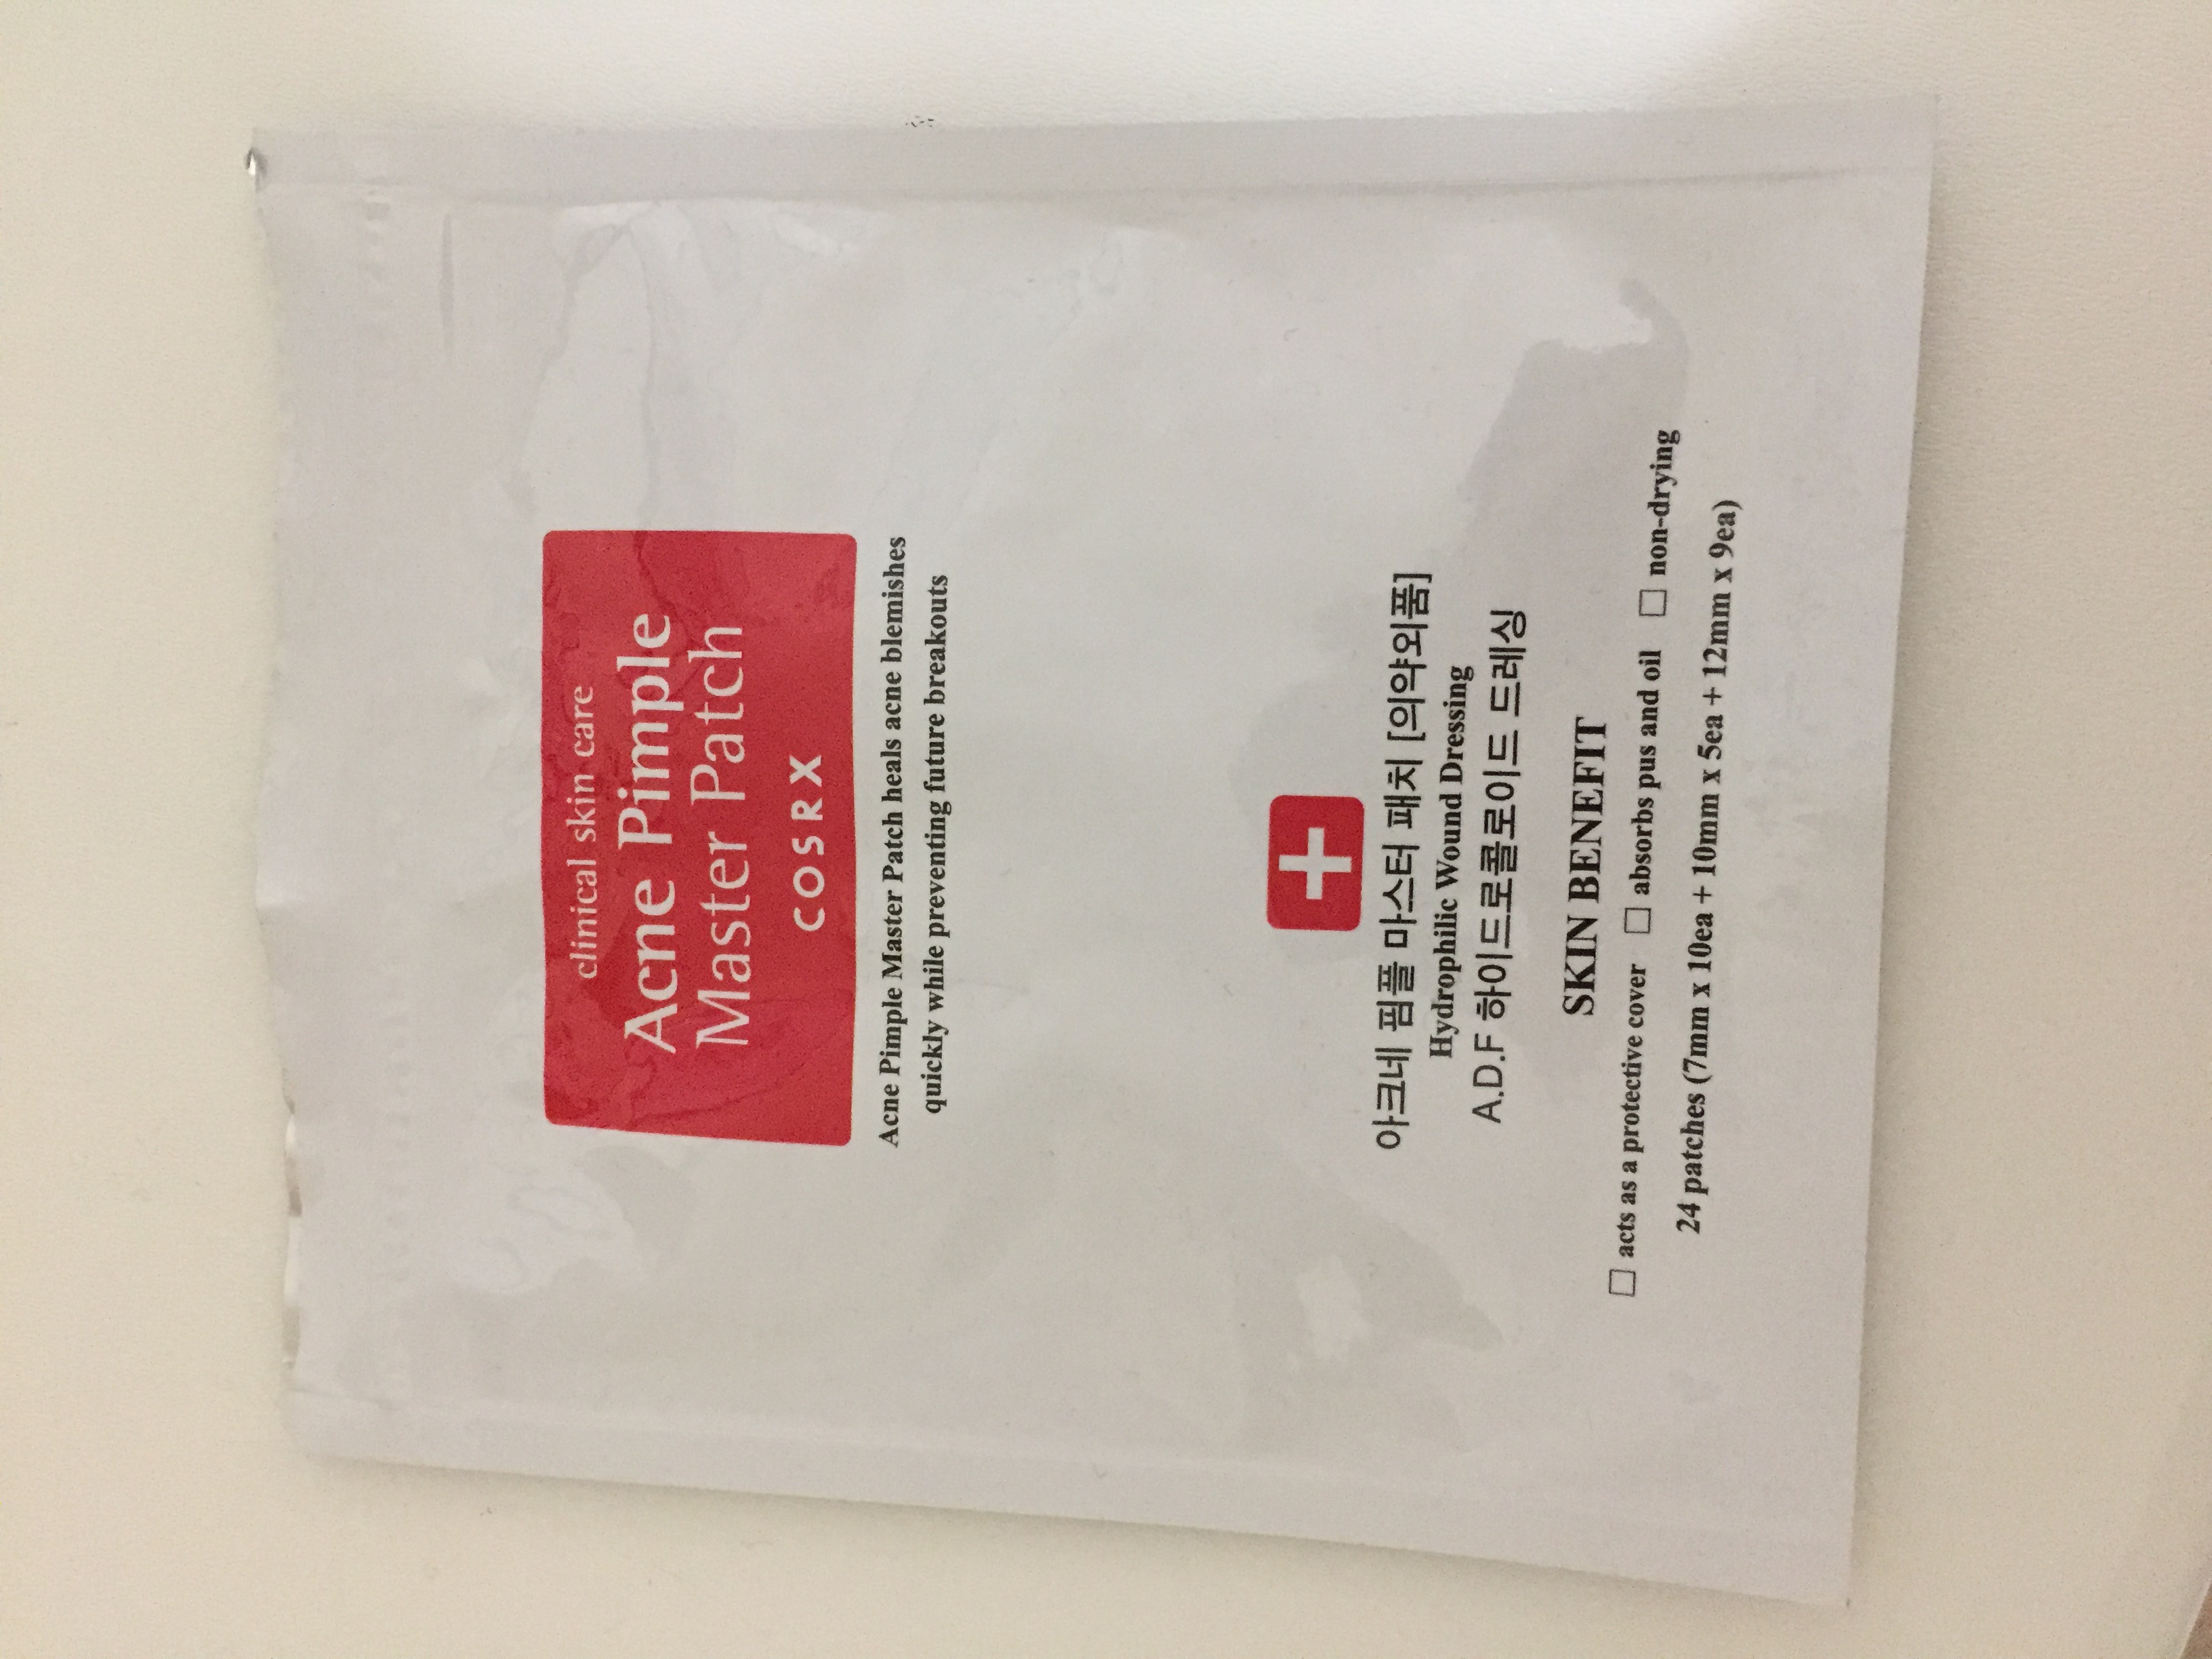 clinical skin care
Acne Pimple
Master Patch
COSRX
Acne Pimple Master Patch heals acne blemishes
quickly while preventing future breakouts
아크네 핌플 마스터 패치 [의약외품]
Hydrophilic Wound Dressing
A.D.F 하이드로콜로이드 드레싱
SKIN BENEFIT
□ acts as a protective cover □ absorbs pus and oil □ non-drying
24 patches (7mm x 10ea + 10mm x 5ea + 12mm x 9ea)